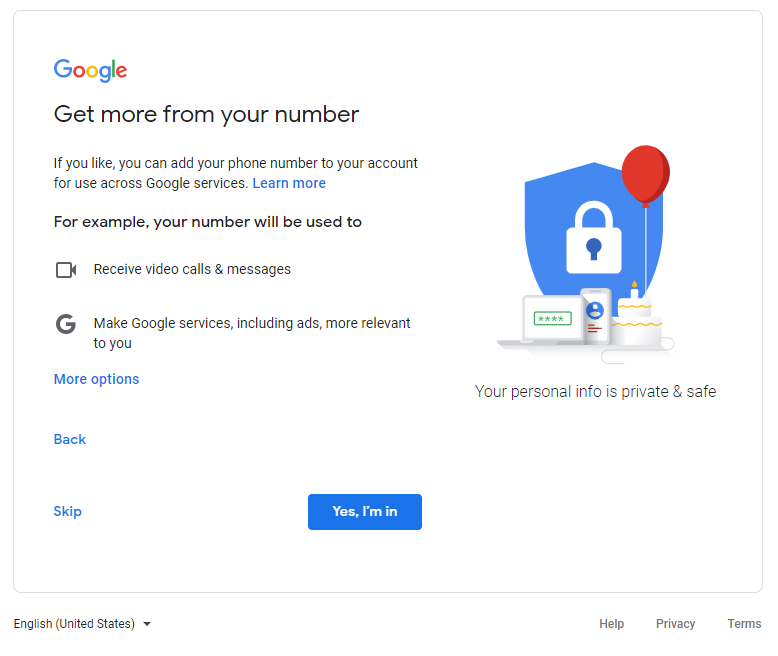 Google
Get more from your number
If you like, you can add your phone number to your account
for use across Google services. Learn more
For example, your number will be used to
Receive video calls & messages
G
Make Google services, including ads, more relevant
to you
More options
****
Your personal info is private & safe
Back
Skip
Yes, I'm in
English (United States)
Help
Privacy
Terms